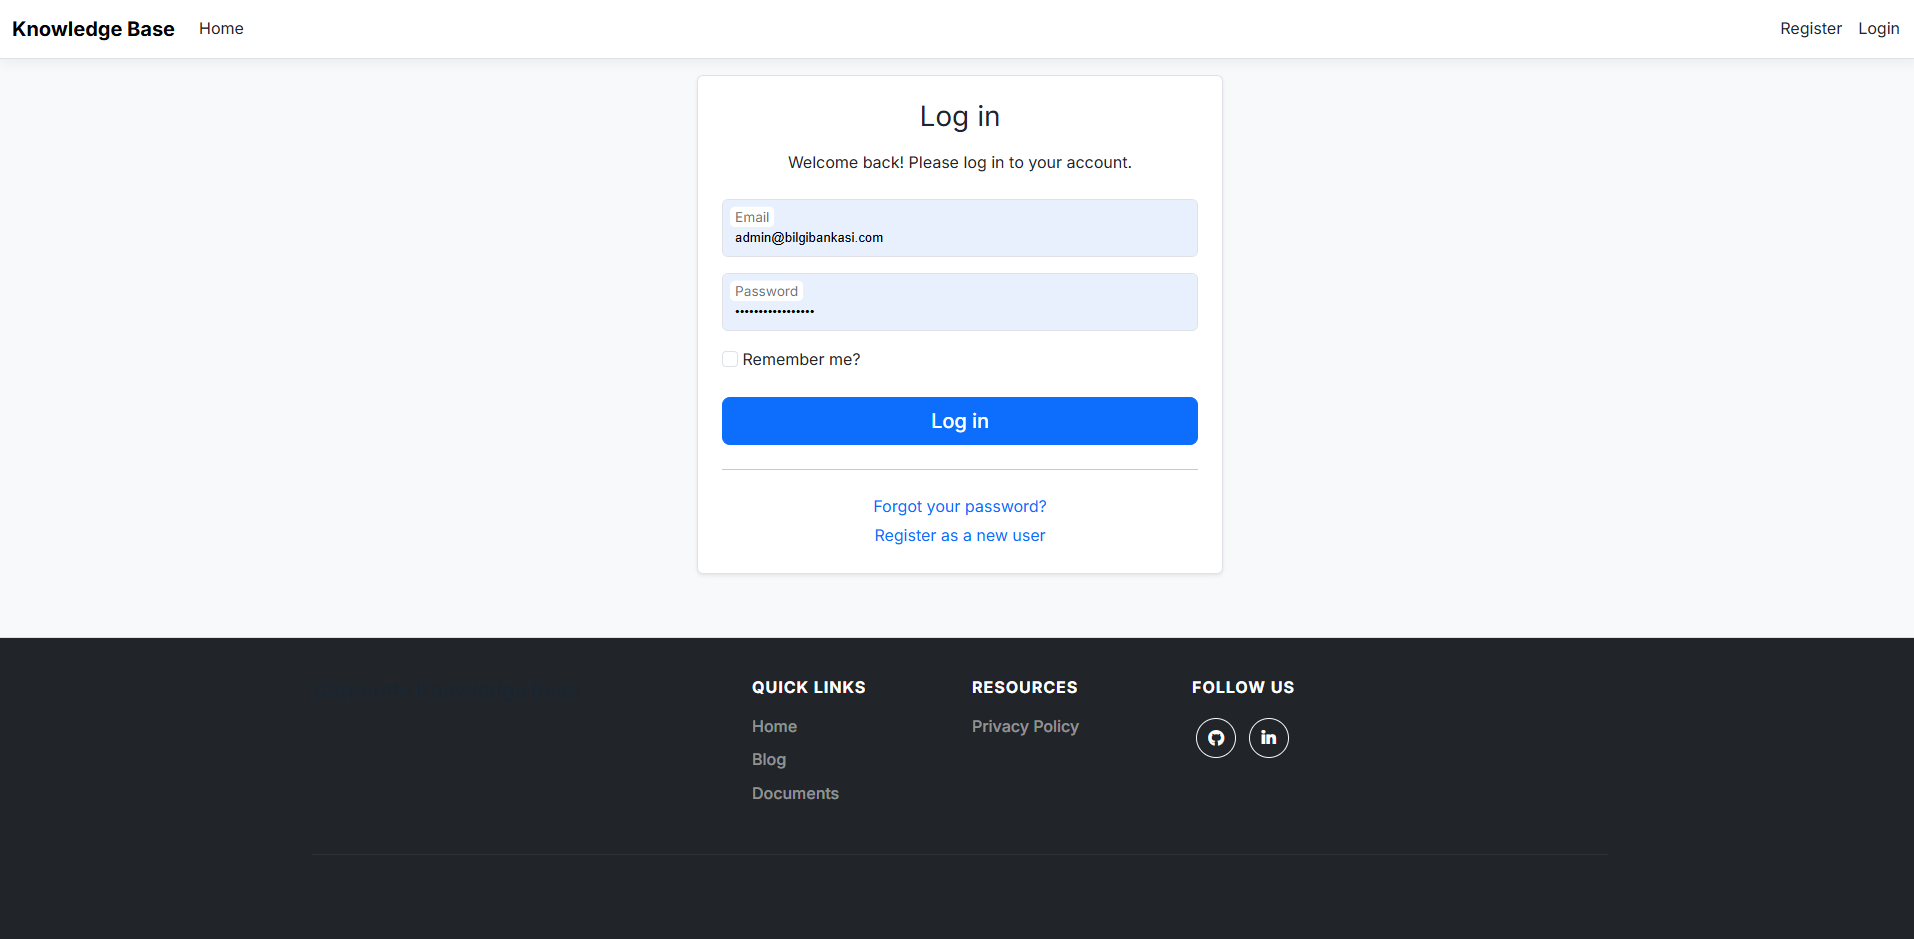 Knowledge Base Home Register Login
Log in
Welcome back! Please log in to your account.
Email
admin@bilgibankasi.com
Password
•••••••••••••••••
Remember me?
Log in
Forgot your password?
Register as a new user
QUICK LINKS
Home
Blog
Documents
RESOURCES
Privacy Policy
FOLLOW US